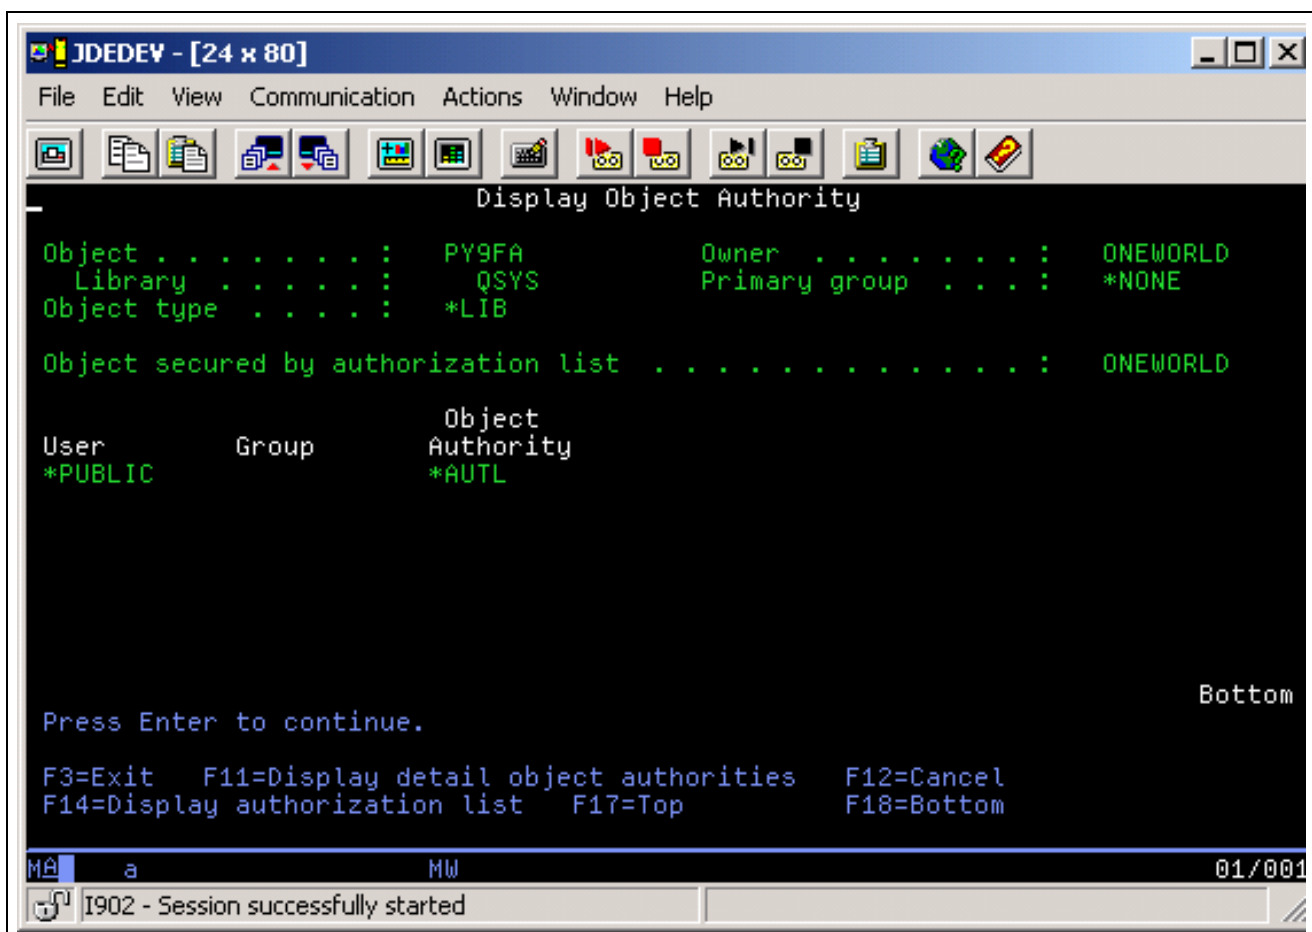 JDEDEV - [24 x 80]
File Edit View Communication Actions Window Help
Display Object Authority
Object . . . . . . . : PY9FA Owner . . . . . . . : ONEWORLD
Library . . . . . : QSYS Primary group . . . : *NONE
Object type . . . . : *LIB
Object secured by authorization list . . . . . . . . . . . . : ONEWORLD
Object
User Group Authority
*PUBLIC *AUTL
Bottom
Press Enter to continue.
F3=Exit F11=Display detail object authorities F12=Cancel
F14=Display authorization list F17=Top F18=Bottom
MA a MW 01/001
I902 - Session successfully started